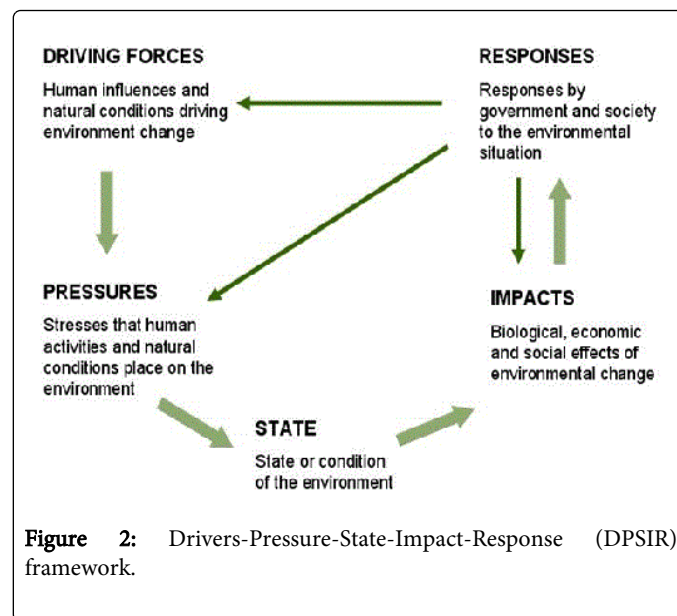 DRIVING FORCES
Human influences and
natural conditions driving
environment change
RESPONSES
Responses by
government and society
to the environmental
situation
PRESSURES
Stresses that human
activities and natural
conditions place on the
environment
IMPACTS
Biological, economic
and social effects of
environmental change
STATE
State or condition
of the environment
Figure 2: Drivers-Pressure-State-Impact-Response (DPSIR)
framework.